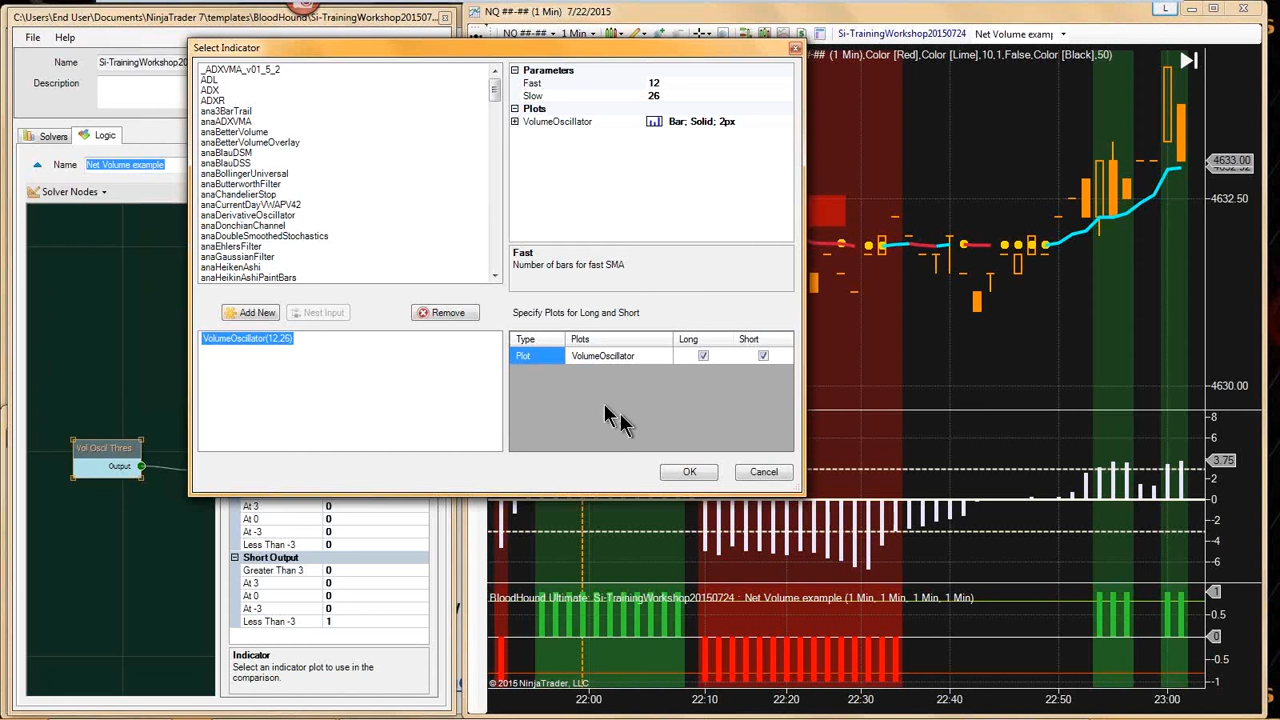 C:\Users\End User\Documents\NinjaTrader 7\templates\BloodHound\Si-TrainingWorkshop201507...
File Help
Name Si-TrainingWorkshop20
Description
Solvers Logic
Name Net Volume example
Solver Nodes
Vol Oscil Thres
Output
At 3 0
At 0 0
At -3 0
Less Than -3 0
Short Output
Greater Than 3 0
At 3 0
At 0 0
At -3 0
Less Than -3 1
Indicator
Select an indicator plot to use in the
comparison.
Select Indicator
_ADXVMA_v01_5_2
ADL
ADX
ADXR
ana3BarTrail
anaADXVMA
anaBetterVolume
anaBetterVolumeOverlay
anaBlauDSM
anaBlauDSS
anaBollingerUniversal
anaButterworthFilter
anaChandelierStop
anaCurrentDayVWAPV42
anaDerivativeOscillator
anaDonchianChannel
anaDoubleSmoothedStochastics
anaEhlersFilter
anaGaussianFilter
anaHeikenAshi
anaHeikinAshiPaintBars
Parameters
Fast 12
Slow 26
Plots
VolumeOscillator Bar; Solid; 2px
Fast
Number of bars for fast SMA
Add New Nest Input Remove
VolumeOscillator(12,26)
Specify Plots for Long and Short
Type Plots Long Short
Plot VolumeOscillator
OK Cancel
NQ ##-## (1 Min) 7/22/2015
L
NQ ##-## 1 Min Si-TrainingWorkshop20150724 Net Volume examp
## (1 Min),Color [Red],Color [Lime],10,1,False,Color [Black],50)
4633.00
4632.50
4630.00
8
6
3.75
2
0
-2
-4
-6
BloodHound Ultimate: Si-TrainingWorkshop20150724 : Net Volume example (1 Min, 1 Min, 1 Min, 1 Min)
1
0.5
0
-0.5
-1
© 2015 NinjaTrader, LLC
22:00 22:10 22:20 22:30 22:40 22:50 23:00